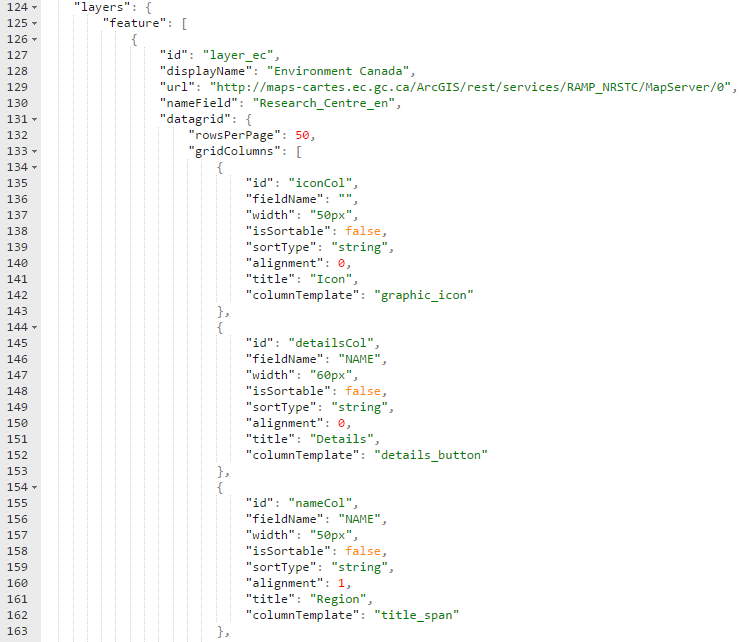 124 "layers": {
125 "feature": [
126 {
127 "id": "layer_ec",
128 "displayName": "Environment Canada",
129 "url": "http://maps-cartes.ec.gc.ca/ArcGIS/rest/services/RAMP_NRSTC/MapServer/0",
130 "nameField": "Research_Centre_en",
131 "datagrid": {
132 "rowsPerPage": 50,
133 "gridColumns": [
134 {
135 "id": "iconCol",
136 "fieldName": "",
137 "width": "50px",
138 "isSortable": false,
139 "sortType": "string",
140 "alignment": 0,
141 "title": "Icon",
142 "columnTemplate": "graphic_icon"
143 },
144 {
145 "id": "detailsCol",
146 "fieldName": "NAME",
147 "width": "60px",
148 "isSortable": false,
149 "sortType": "string",
150 "alignment": 0,
151 "title": "Details",
152 "columnTemplate": "details_button"
153 },
154 {
155 "id": "nameCol",
156 "fieldName": "NAME",
157 "width": "50px",
158 "isSortable": false,
159 "sortType": "string",
160 "alignment": 1,
161 "title": "Region",
162 "columnTemplate": "title_span"
163 },